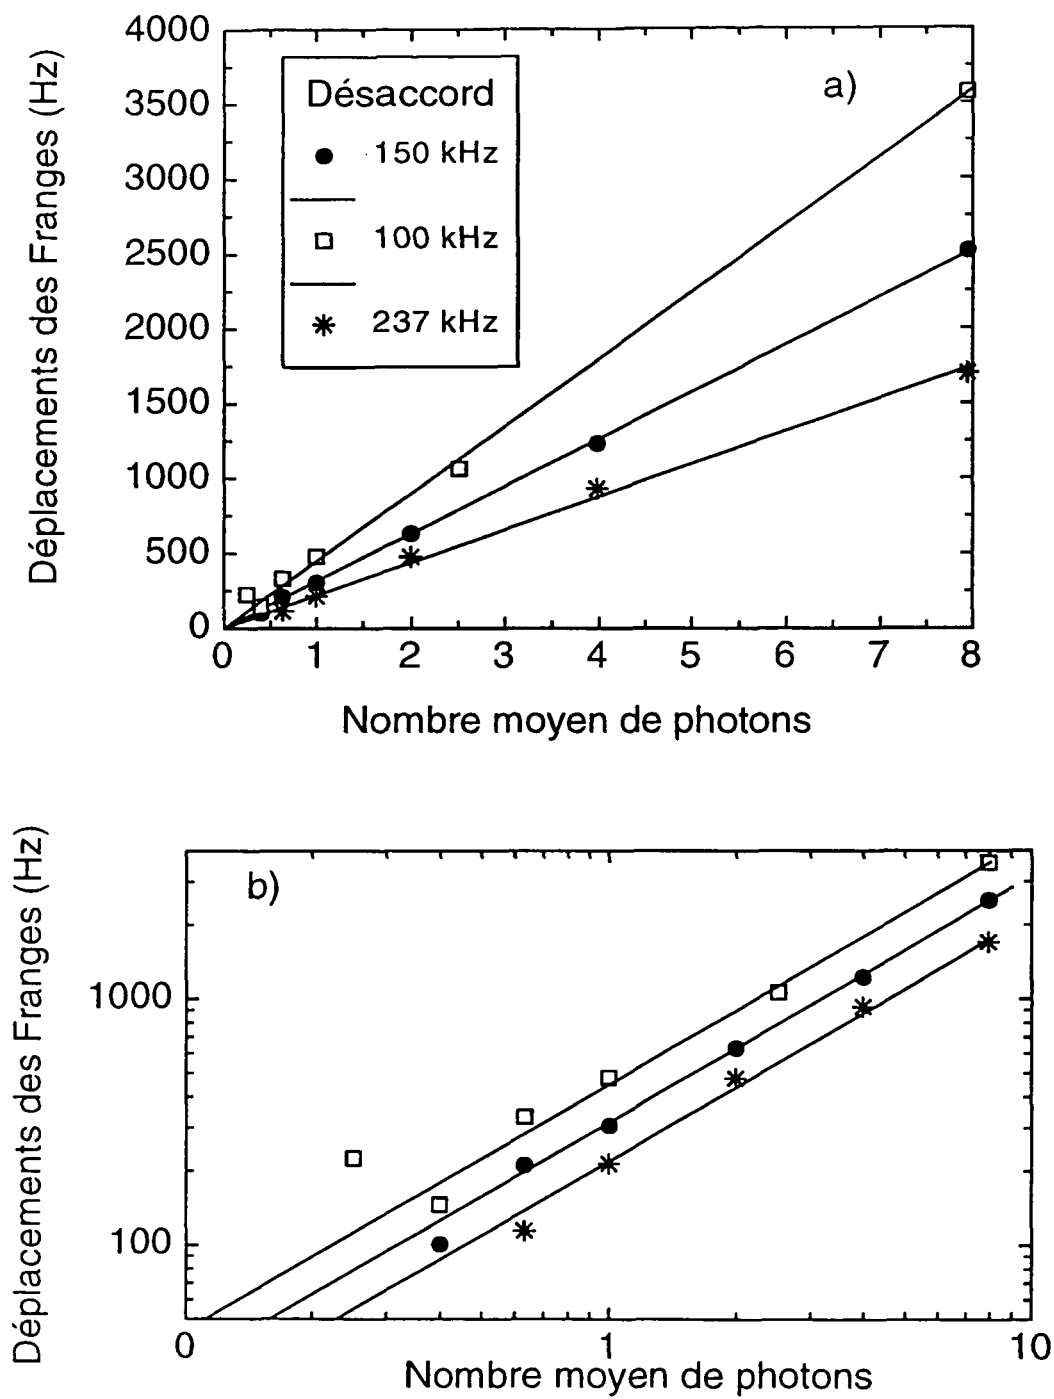 4000
3500
3000
2500
2000
1500
1000
500
0
Déplacements des Franges (Hz)
Désaccord
150 kHz
100 kHz
237 kHz
a)
0 1 2 3 4 5 6 7 8
Nombre moyen de photons
Déplacements des Franges (Hz)
b)
1000
100
0 1 10
Nombre moyen de photons